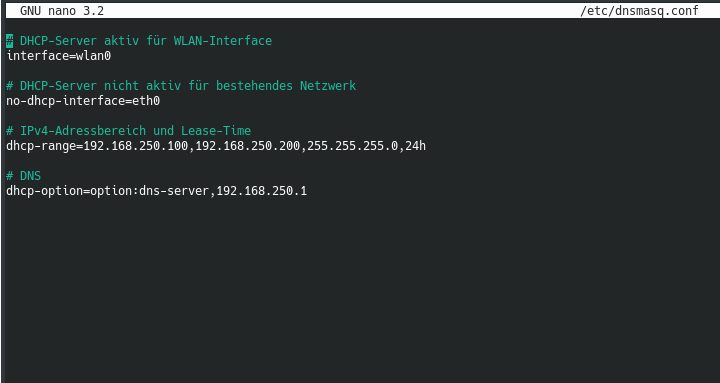 GNU nano 3.2 /etc/dnsmasq.conf
# DHCP-Server aktiv für WLAN-Interface
interface=wlan0
# DHCP-Server nicht aktiv für bestehendes Netzwerk
no-dhcp-interface=eth0
# IPv4-Adressbereich und Lease-Time
dhcp-range=192.168.250.100,192.168.250.200,255.255.255.0,24h
# DNS
dhcp-option=option:dns-server,192.168.250.1